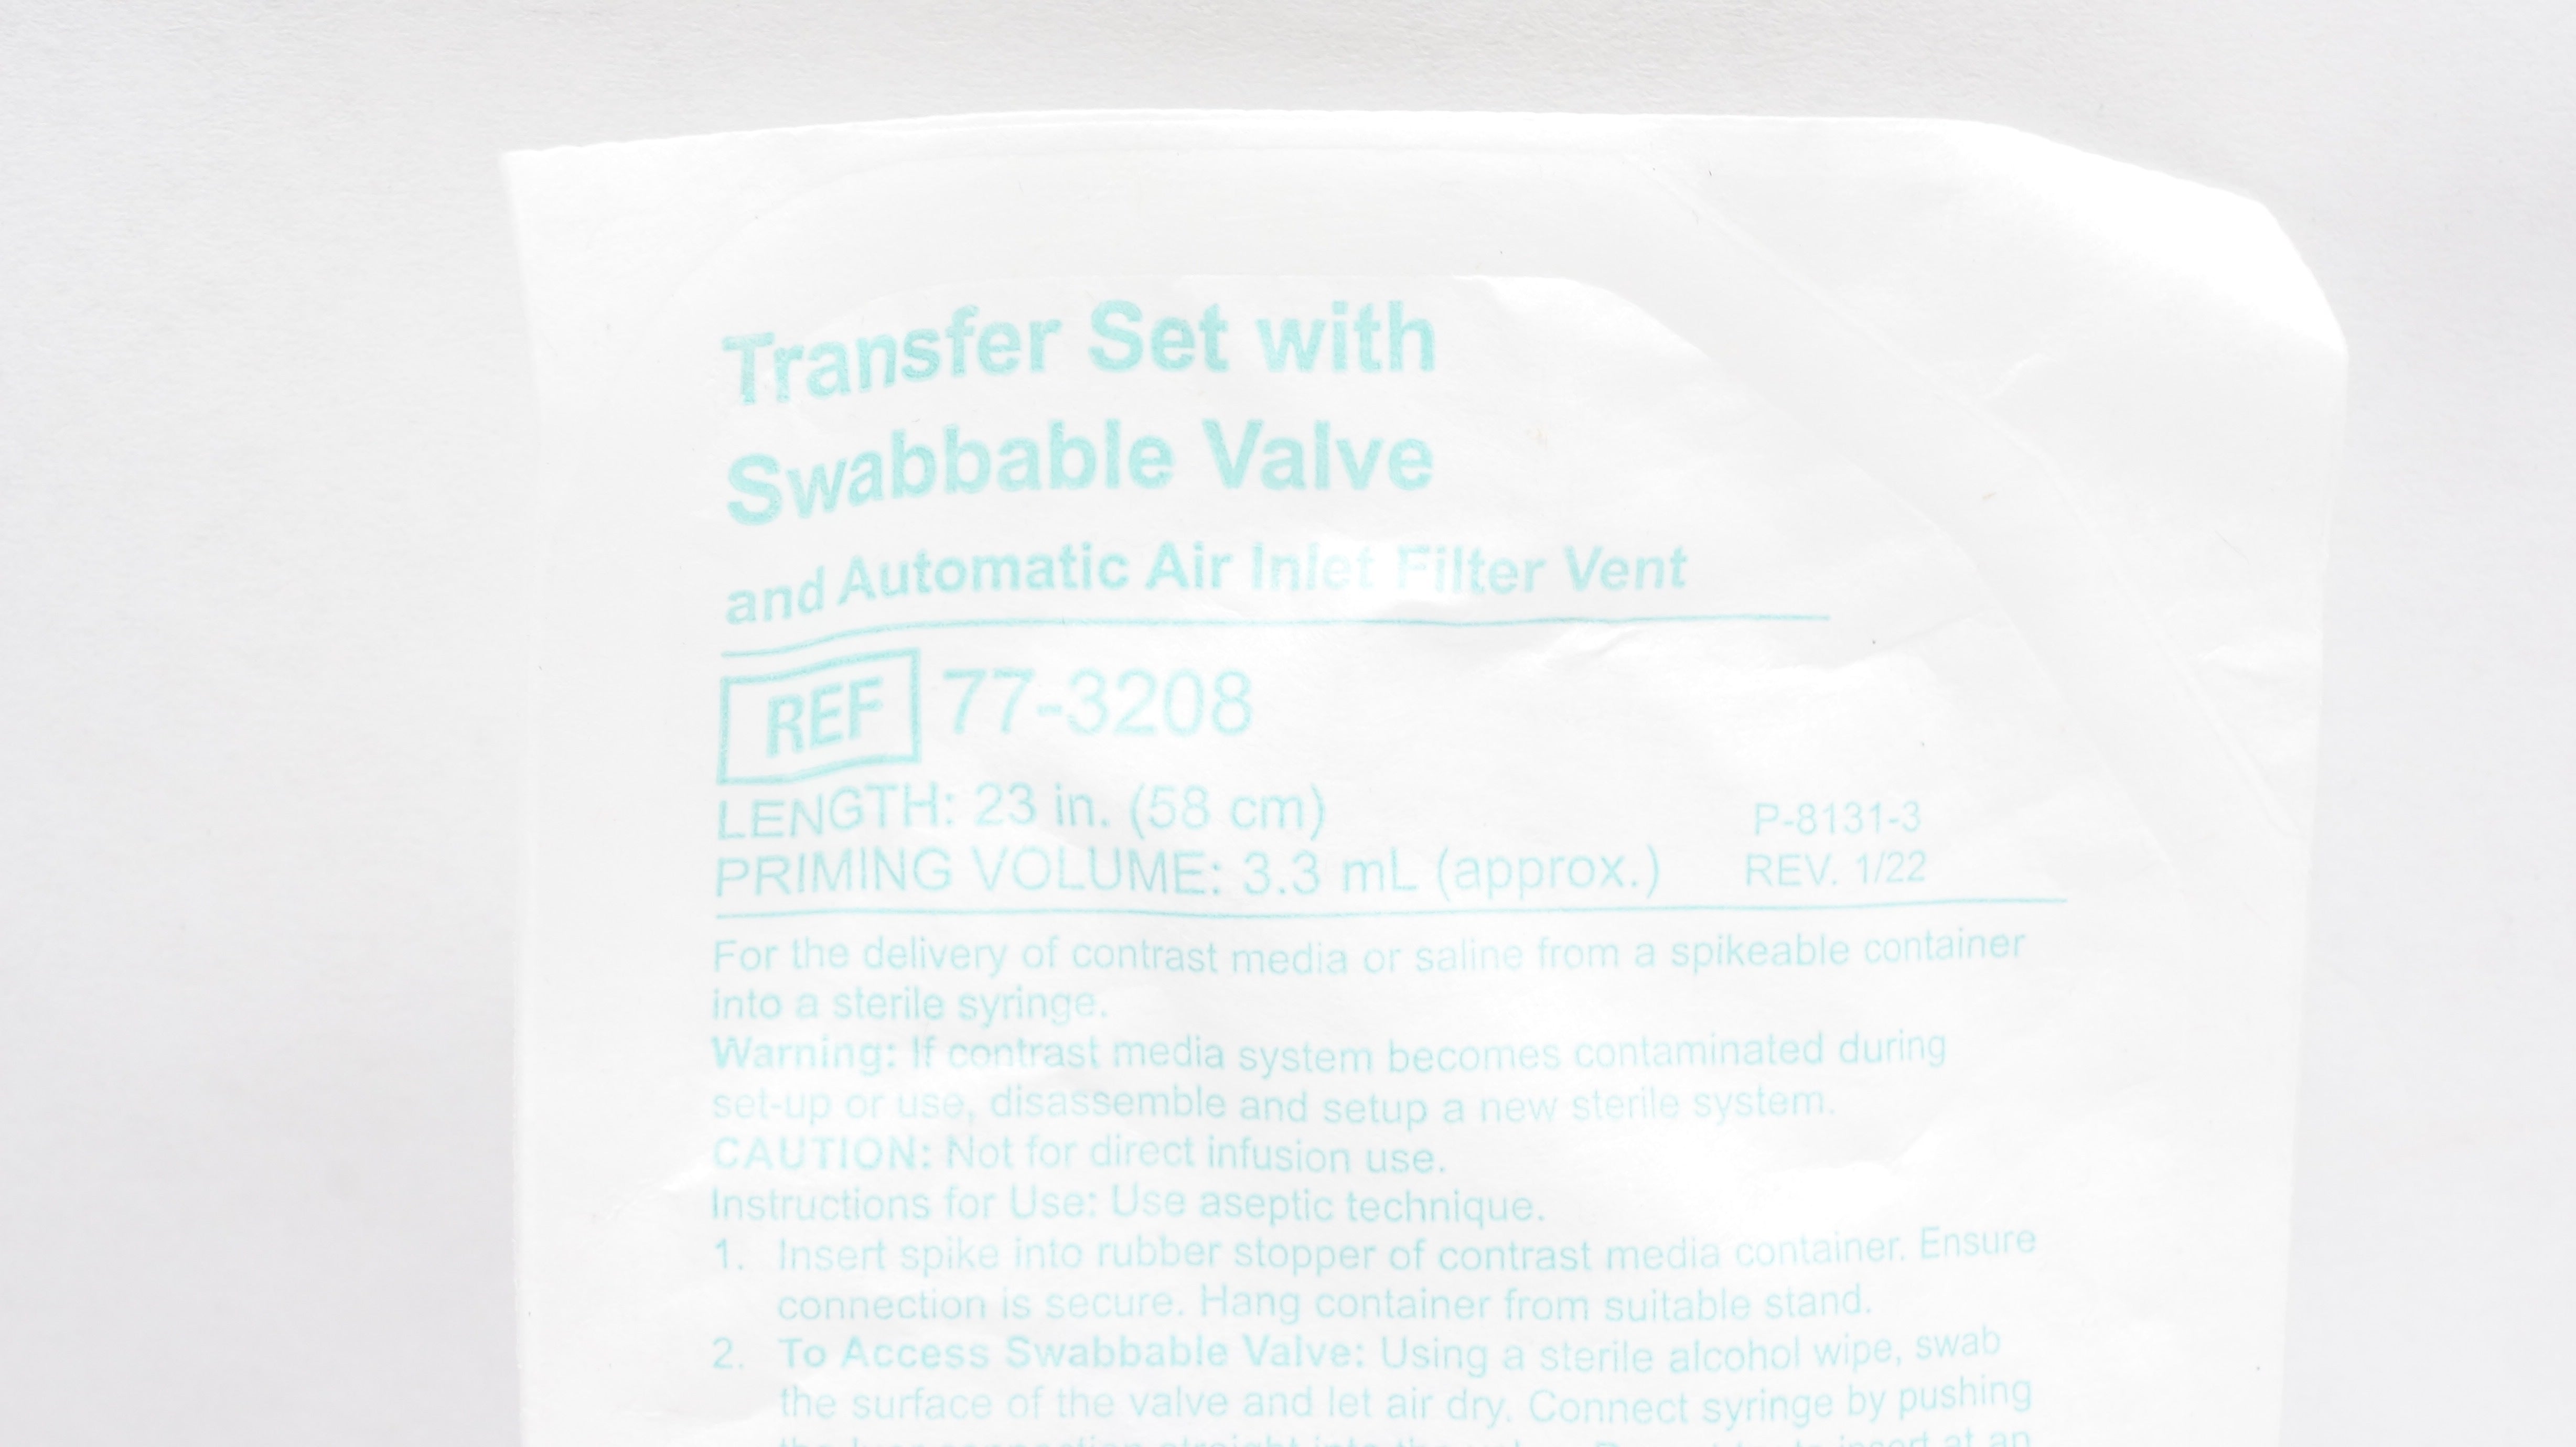 Transfer Set with
Swabbable Valve
and Automatic Air Inlet Filter Vent
REF 77-3208
LENGTH: 23 in. (58 cm)
PRIMING VOLUME: 3.3 mL (approx.)
P-8131-3
REV. 1/22
For the delivery of contrast media or saline from a spikeable container
into a sterile syringe.
Warning: If contrast media system becomes contaminated during
set-up or use, disassemble and setup a new sterile system.
CAUTION: Not for direct infusion use.
Instructions for Use: Use aseptic technique.
1. Insert spike into rubber stopper of contrast media container. Ensure
connection is secure. Hang container from suitable stand.
2. To Access Swabbable Valve: Using a sterile alcohol wipe, swab
the surface of the valve and let air dry. Connect syringe by pushing